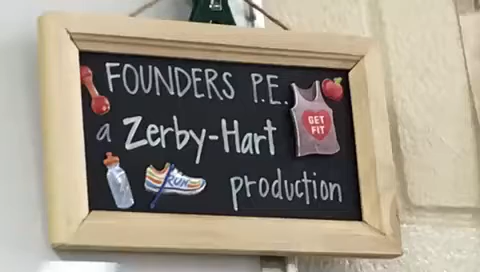 FOUNDERS P.E.
a Zerby-Hart
GET
FIT
RUN
production